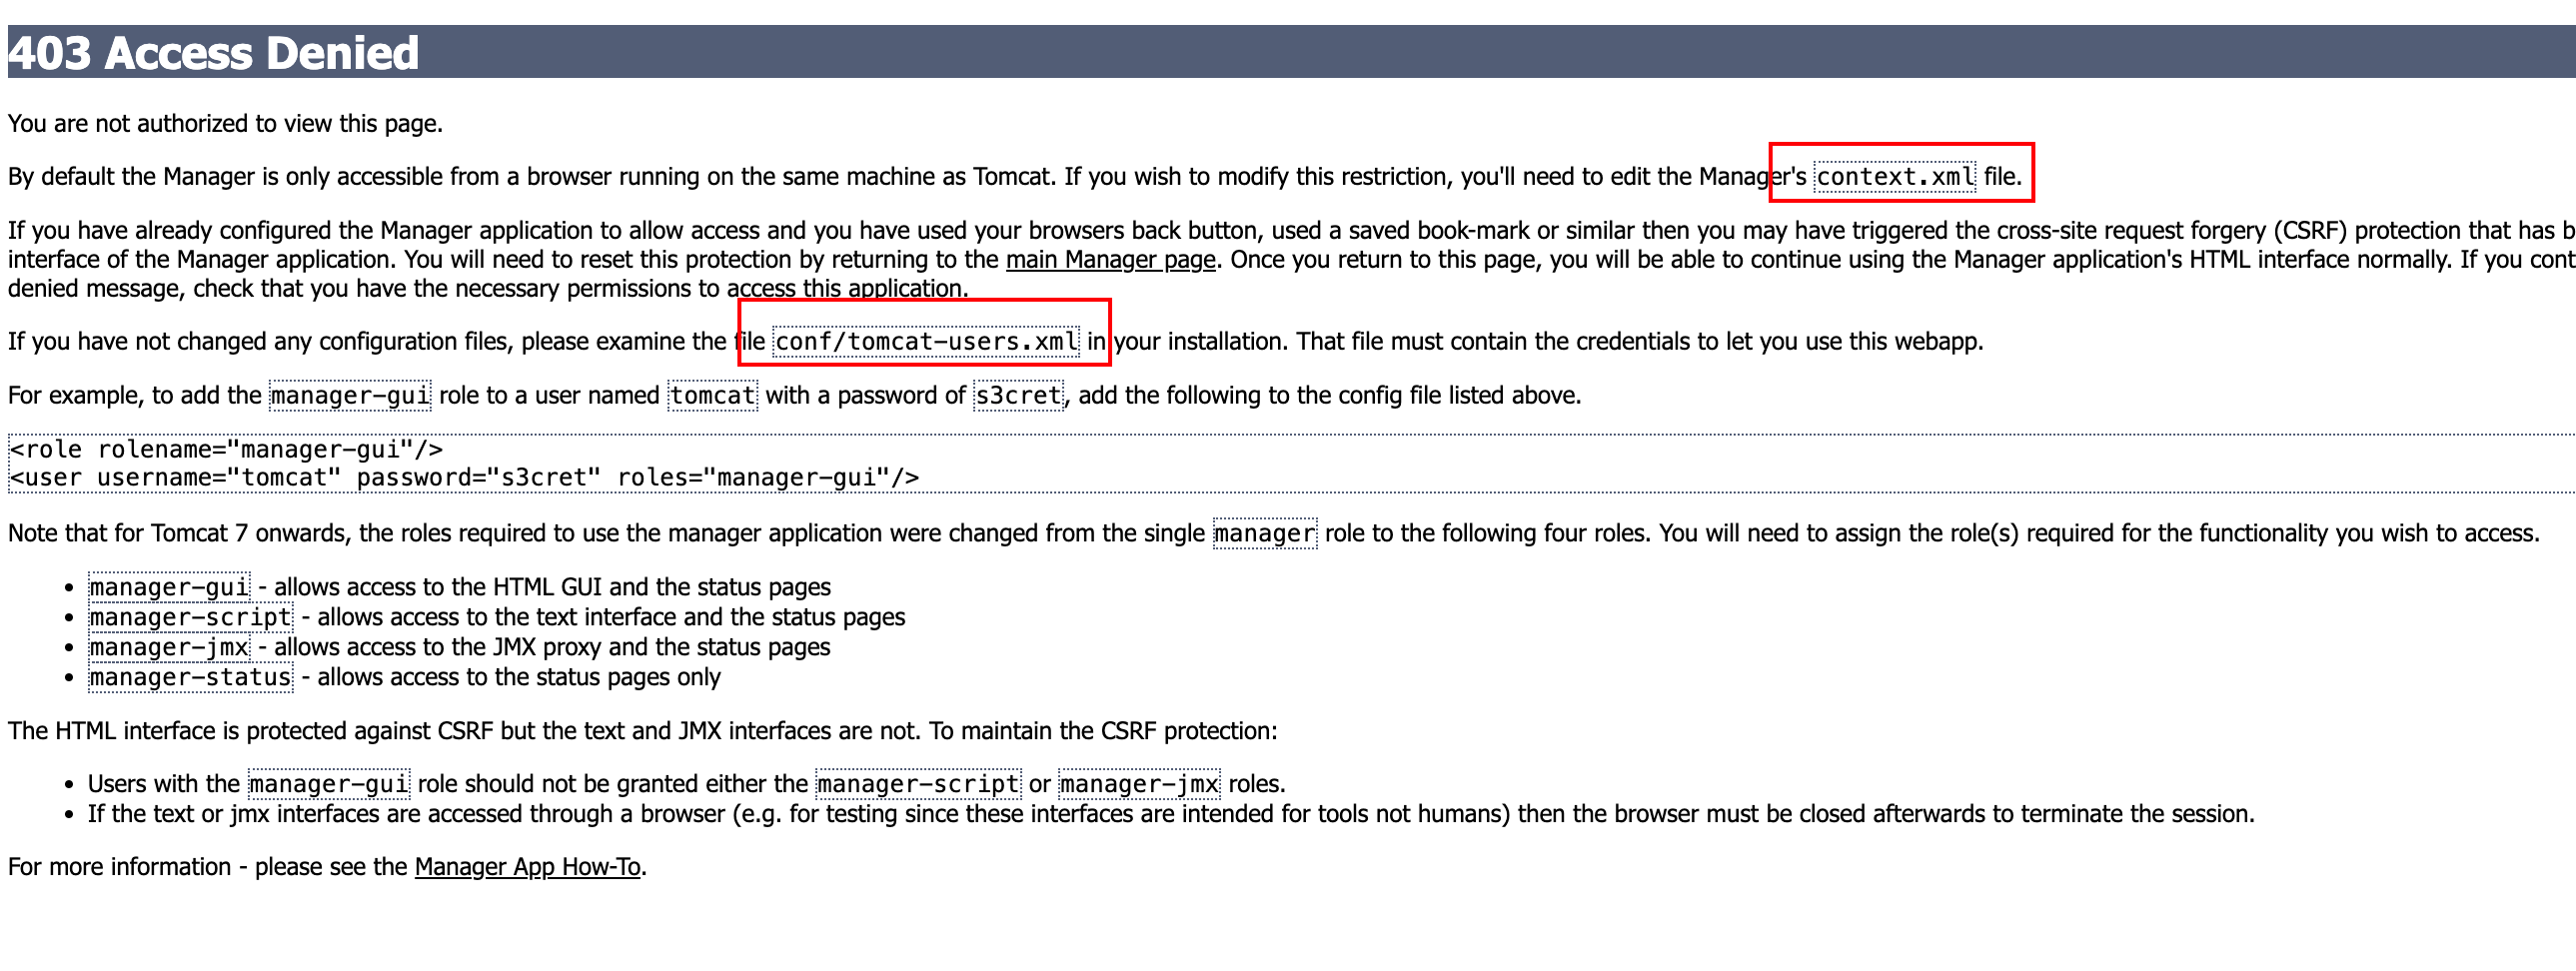 403 Access Denied
You are not authorized to view this page.
By default the Manager is only accessible from a browser running on the same machine as Tomcat. If you wish to modify this restriction, you'll need to edit the Manager's context.xml file.
If you have already configured the Manager application to allow access and you have used your browsers back button, used a saved book-mark or similar then you may have triggered the cross-site request forgery (CSRF) protection that has
interface of the Manager application. You will need to reset this protection by returning to the main Manager page. Once you return to this page, you will be able to continue using the Manager application's HTML interface normally. If you
denied message, check that you have the necessary permissions to access this application.
If you have not changed any configuration files, please examine the file conf/tomcat-users.xml in your installation. That file must contain the credentials to let you use this webapp.
For example, to add the manager-gui role to a user named tomcat with a password of s3cret, add the following to the config file listed above.
<role rolename="manager-gui"/>
<user username="tomcat" password="s3cret" roles="manager-gui"/>
Note that for Tomcat 7 onwards, the roles required to use the manager application were changed from the single manager role to the following four roles. You will need to assign the role(s) required for the functionality you wish to access.
• manager-gui - allows access to the HTML GUI and the status pages
• manager-script - allows access to the text interface and the status pages
• manager-jmx - allows access to the JMX proxy and the status pages
• manager-status - allows access to the status pages only
The HTML interface is protected against CSRF but the text and JMX interfaces are not. To maintain the CSRF protection:
• Users with the manager-gui role should not be granted either the manager-script or manager-jmx roles.
• If the text or jmx interfaces are accessed through a browser (e.g. for testing since these interfaces are intended for tools not humans) then the browser must be closed afterwards to terminate the session.
For more information - please see the Manager App How-To.